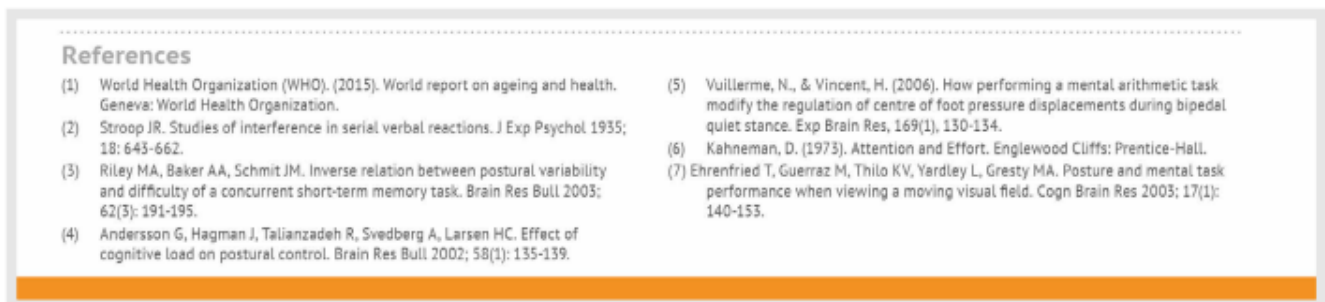 References
(1) World Health Organization (WHO). (2015). World report on ageing and health.
Geneva: World Health Organization.
(2) Stroop JR. Studies of interference in serial verbal reactions. J Exp Psychol 1935;
18: 643-662.
(3) Riley MA, Baker AA, Schmit JM. Inverse relation between postural variability
and difficulty of a concurrent short-term memory task. Brain Res Bull 2003;
62(3): 191-195.
(4) Andersson G, Hagman J, Talianzadeh R, Svedberg A, Larsen HC. Effect of
cognitive load on postural control. Brain Res Bull 2002; 58(1): 135-139.
(5) Vuillerme, N., & Vincent, H. (2006). How performing a mental arithmetic task
modify the regulation of centre of foot pressure displacements during bipedal
quiet stance. Exp Brain Res, 169(1), 130-134.
(6) Kahneman, D. (1973). Attention and Effort. Englewood Cliffs: Prentice-Hall.
(7) Ehrenfried T, Guerraz M, Thilo KV, Yardley L, Gresty MA. Posture and mental task
performance when viewing a moving visual field. Cogn Brain Res 2003; 17(1):
140-153.